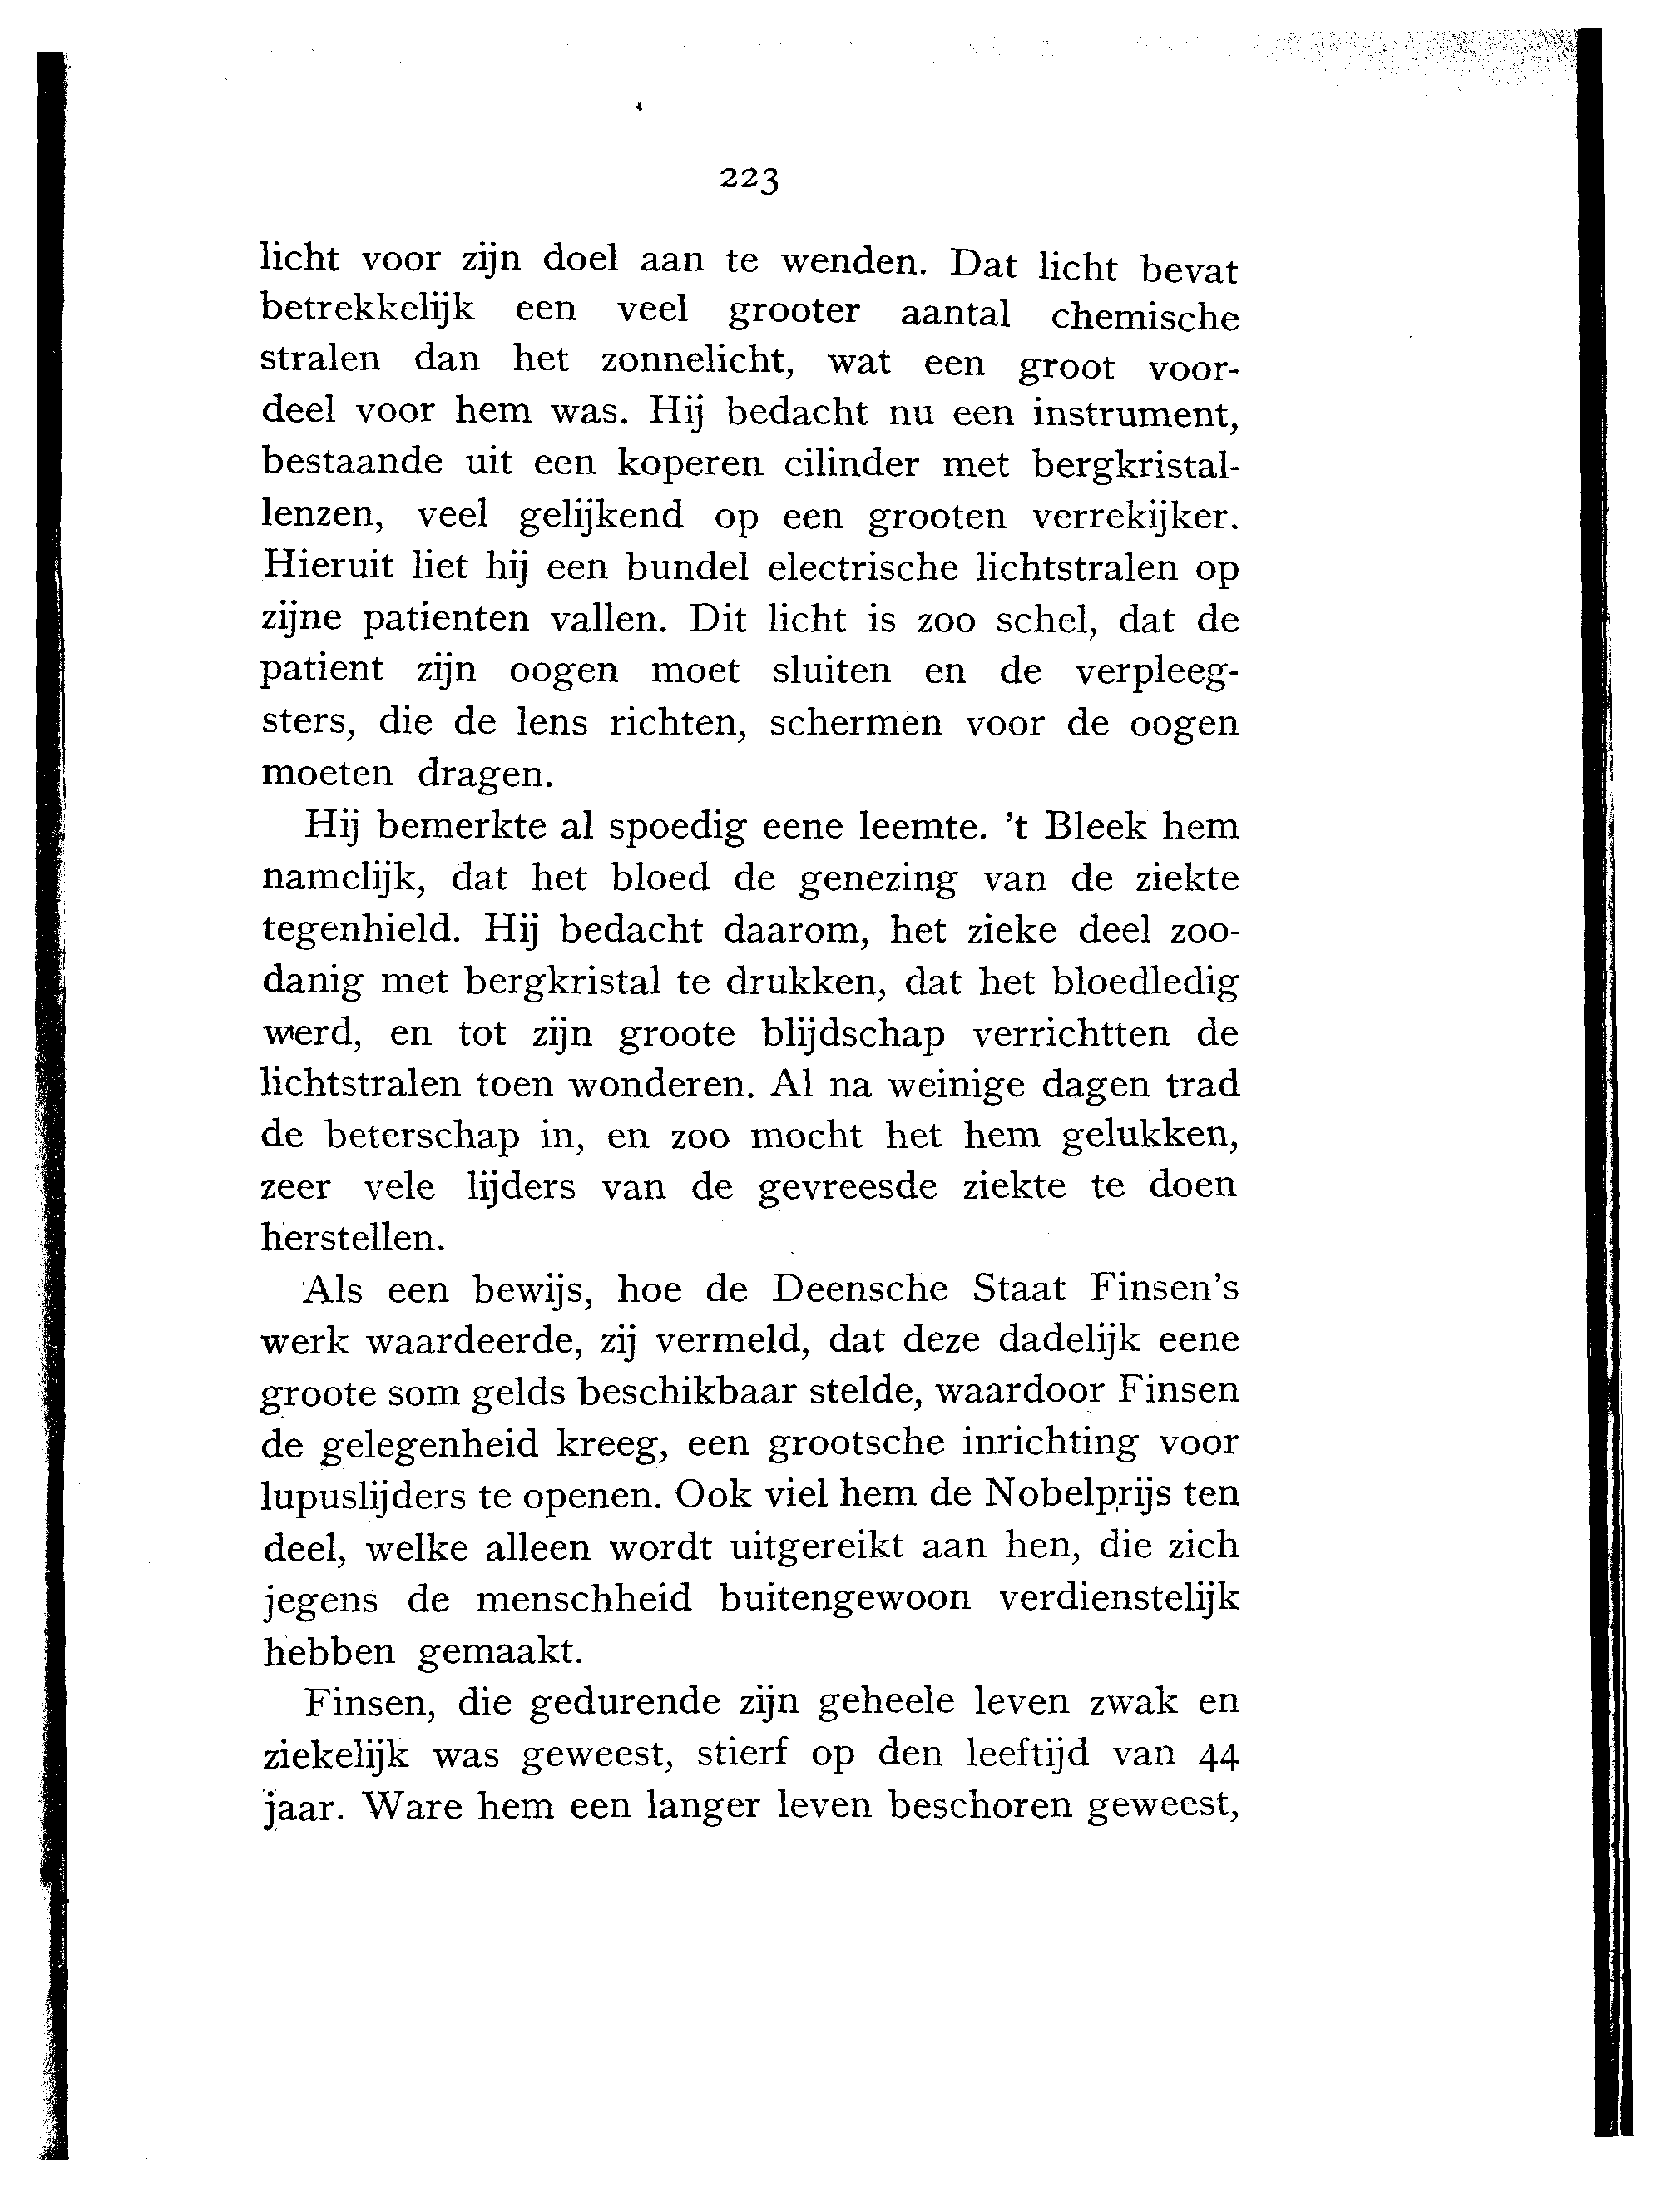 223
licht voor zijn doel aan te wenden. Dat licht bevat
betrekkelijk een veel grooter aantal chemische
stralen dan het zonnelicht, wat een groot voor-
deel voor hem was. Hij bedacht nu een instrument,
bestaande uit een koperen cilinder met bergkristal-
lenzen, veel gelijkend op een grooten verrekijker.
Hieruit liet hij een bundel electrische lichtstralen op
zijne patienten vallen. Dit licht is zoo schel, dat de
patient zijn oogen moet sluiten en de verpleeg-
sters, die de lens richten, schermen voor de oogen
moeten dragen.
Hij bemerkte al spoedig eene leemte. 't Bleek hem
namelijk, dat het bloed de genezing van de ziekte
tegenhield. Hij bedacht daarom, het zieke deel zoo-
danig met bergkristal te drukken, dat het bloedledig
werd, en tot zijn groote blijdschap verrichtten de
lichtstralen toen wonderen. Al na weinige dagen trad
de beterschap in, en zoo mocht het hem gelukken,
zeer vele lijders van de gevreesde ziekte te doen
herstellen.
Als een bewijs, hoe de Deensche Staat Finsen's
werk waardeerde, zij vermeld, dat deze dadelijk eene
groote som gelds beschikbaar stelde, waardoor Finsen
de gelegenheid kreeg, een grootsche inrichting voor
lupuslijders te openen. Ook viel hem de Nobelprijs ten
deel, welke alleen wordt uitgereikt aan hen, die zich
jegens de menschheid buitengewoon verdienstelijk
hebben gemaakt.
Finsen, die gedurende zijn geheele leven zwak en
ziekelijk was geweest, stierf op den leeftijd van 44
jaar. Ware hem een langer leven beschoren geweest,